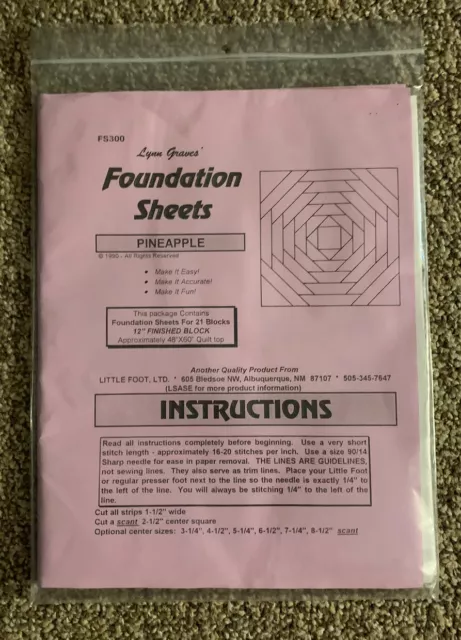 FS300
Lynn Graves'
Foundation
Sheets
PINEAPPLE
© 1990 - All Rights Reserved
• Make It Easy!
• Make It Accurate!
• Make It Fun!
This package Contains
Foundation Sheets For 21 Blocks
12" FINISHED BLOCK
Approximately 48"X60" Quilt top
Another Quality Product From
LITTLE FOOT, LTD. * 605 Bledsoe NW, Albuquerque, NM 87107 * 505-345-7647
(LSASE for more product information)
INSTRUCTIONS
Read all instructions completely before beginning. Use a very short
stitch length - approximately 16-20 stitches per inch. Use a size 90/14
Sharp needle for ease in paper removal. THE LINES ARE GUIDELINES,
not sewing lines. They also serve as trim lines. Place your Little Foot
or regular presser foot next to the line so the needle is exactly 1/4" to
the left of the line. You will always be stitching 1/4" to the left of the
line.
Cut all strips 1-1/2" wide
Cut a scant 2-1/2" center square
Optional center sizes: 3-1/4", 4-1/2", 5-1/4", 6-1/2", 7-1/4", 8-1/2" scant